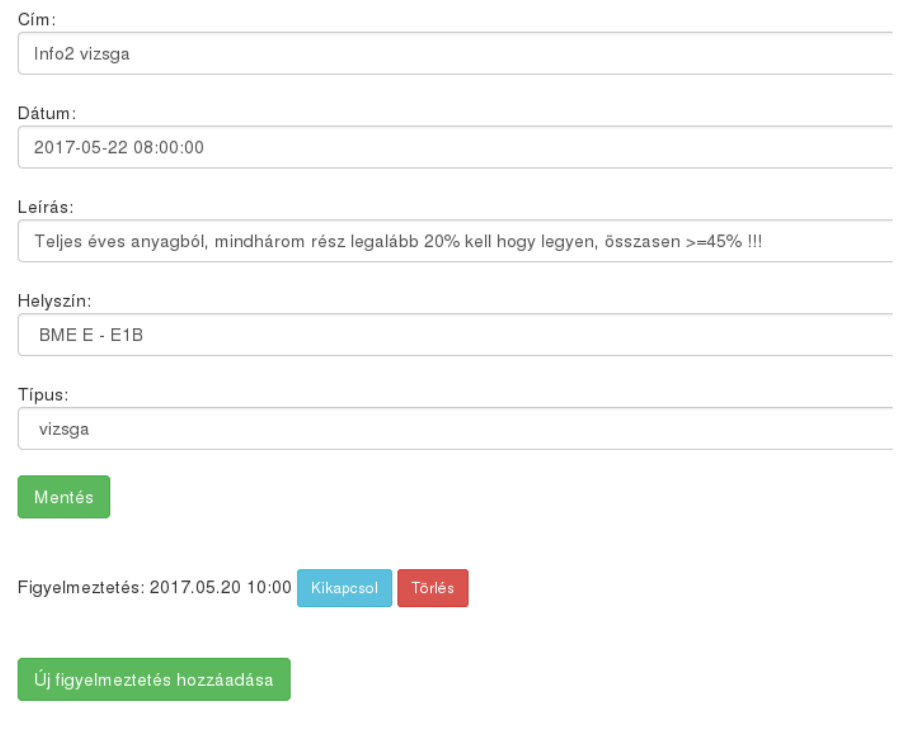 Cím:
Info2 vizsga
Dátum:
2017-05-22 08:00:00
Leírás:
Teljes éves anyagból, mindhárom rész legalább 20% kell hogy legyen, összasen >=45% !!!
Helyszín:
BME E - E1B
Típus:
vizsga
Mentés
Figyelmeztetés: 2017.05.20 10:00 Kikapcsol Törlés
Új figyelmeztetés hozzáadása